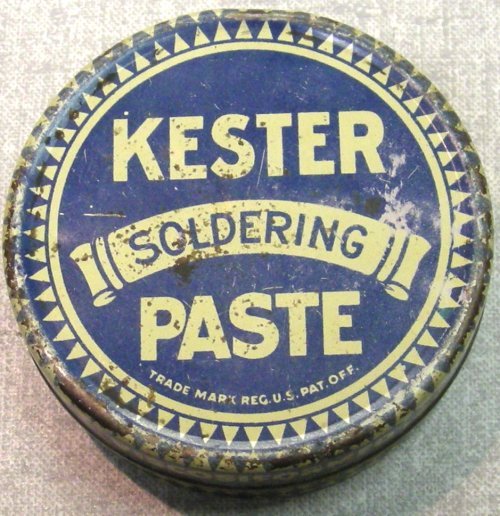 KESTER
SOLDERING
PASTE
TRADE MARK REG. U.S. PAT. OFF.